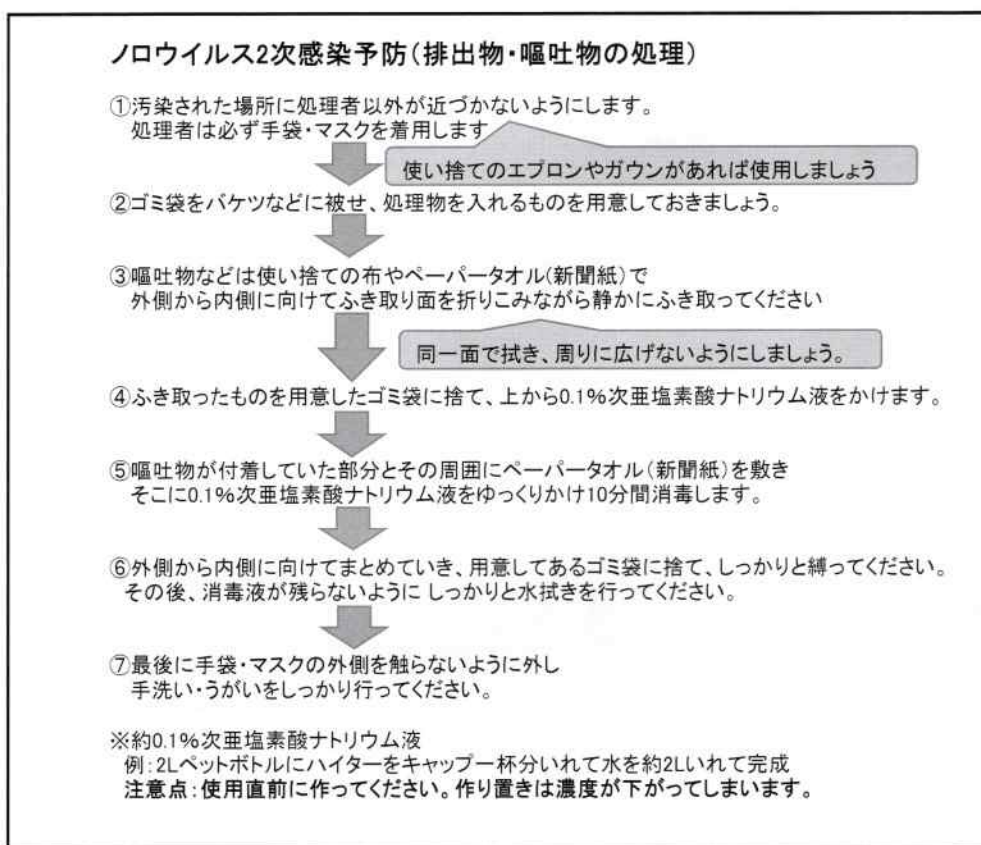 ノロウイルス2次感染予防(排出物・嘔吐物の処理)
①汚染された場所に処理者以外が近づかないようにします。
処理者は必ず手袋・マスクを着用します
使い捨てのエプロンやガウンがあれば使用しましょう
②ゴミ袋をバケツなどに被せ、処理物を入れるものを用意しておきましょう。
③嘔吐物などは使い捨ての布やペーパータオル(新聞紙)で
外側から内側に向けてふき取り面を折りこみながら静かにふき取ってください
同一面で拭き、周りに広げないようにしましょう。
④ふき取ったものを用意したゴミ袋に捨て、上から0.1%次亜塩素酸ナトリウム液をかけます。
⑤嘔吐物が付着していた部分とその周囲にペーパータオル(新聞紙)を敷き
そこに0.1%次亜塩素酸ナトリウム液をゆっくりかけ10分間消毒します。
⑥外側から内側に向けてまとめていき、用意してあるゴミ袋に捨て、しっかりと縛ってください。
その後、消毒液が残らないように しっかりと水拭きを行ってください。
⑦最後に手袋・マスクの外側を触らないように外し
手洗い・うがいをしっかり行ってください。
※約0.1%次亜塩素酸ナトリウム液
例:2Lペットボトルにハイターをキャップ一杯分いれて水を約2Lいれて完成
注意点:使用直前に作ってください。作り置きは濃度が下がってしまいます。